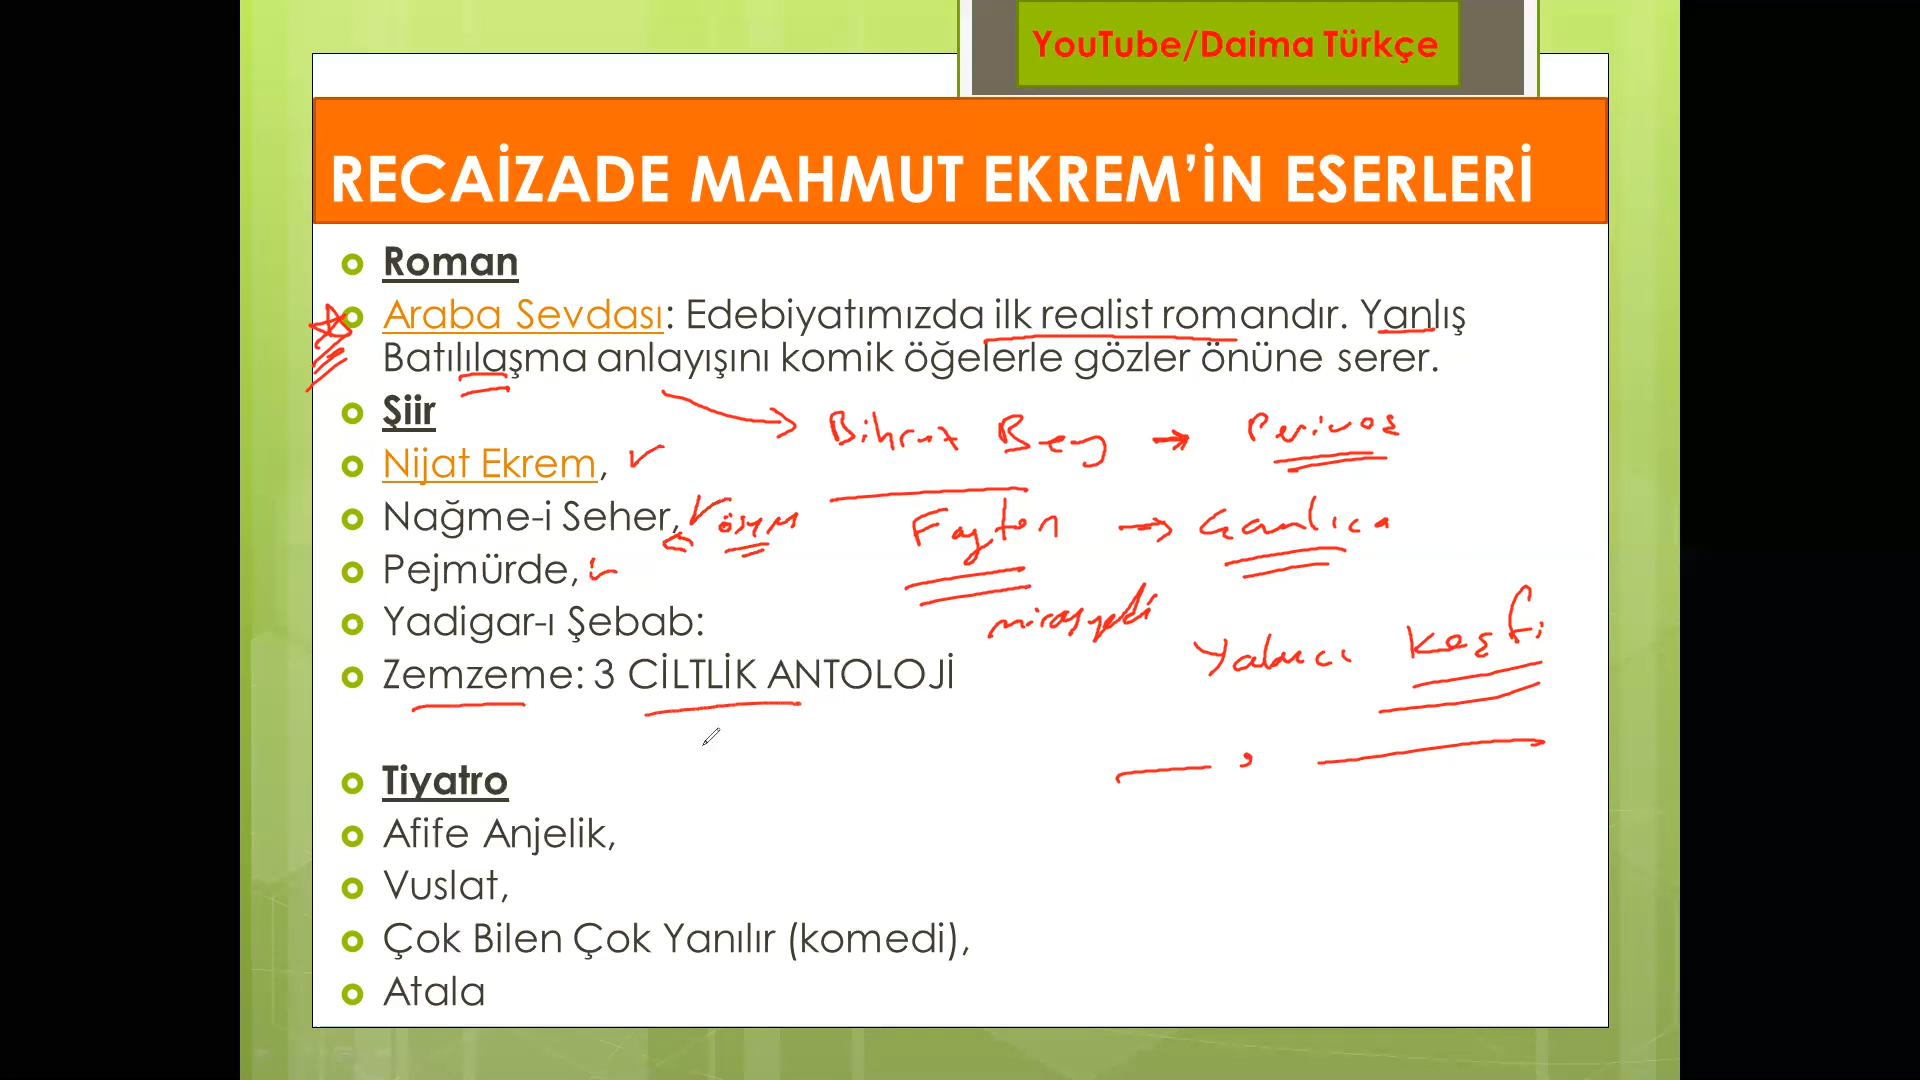 YouTube/Daima Türkçe
RECAİZADE MAHMUT EKREM'İN ESERLERİ
Roman
Araba Sevdası: Edebiyatımızda ilk realist romandır. Yanlış
Batılılaşma anlayışını komik öğelerle gözler önüne serer.
Şiir
Bihruz Bey → Periveş
Nijat Ekrem,
Nağme-i Seher, ösym
Fayton → Çamlıca
Pejmürde,
mirasyedi
Yadigar-ı Şebab:
Yakacı Keşfi
Zemzeme: 3 CİLTLİK ANTOLOJİ
Tiyatro
Afife Anjelik,
Vuslat,
Çok Bilen Çok Yanılır (komedi),
Atala